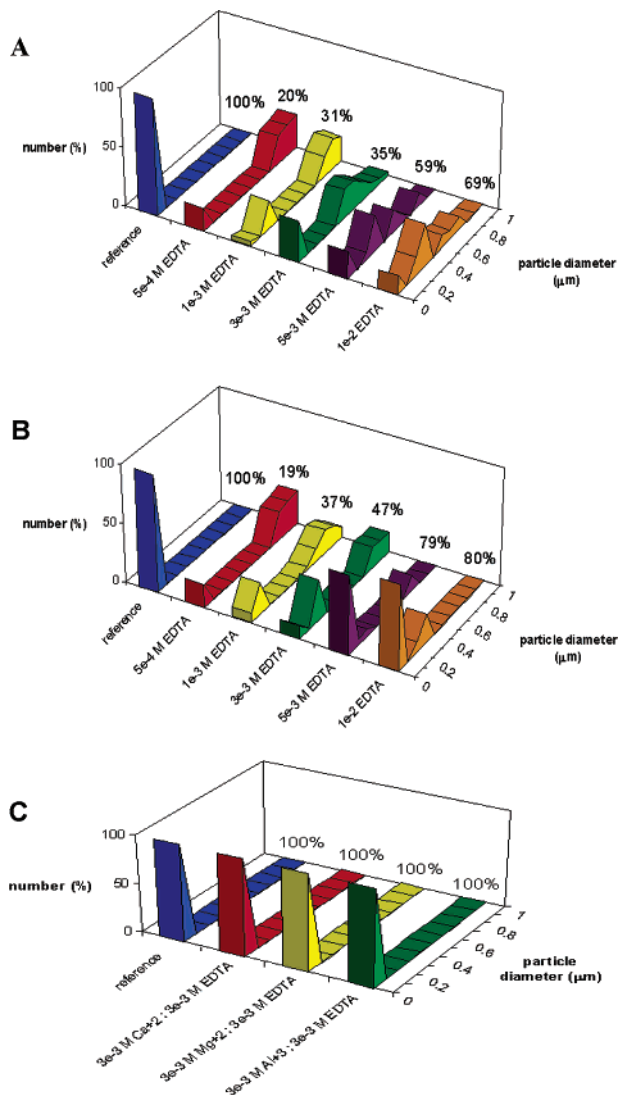 A
100
50
0
number (%)
100%
20%
31%
35%
59%
69%
reference
5e-4 M EDTA
1e-3 M EDTA
3e-3 M EDTA
5e-3 M EDTA
1e-2 EDTA
0
0.2
0.4
0.6
0.8
1
particle diameter
(μm)
B
100
50
0
number (%)
100%
19%
37%
47%
79%
80%
reference
5e-4 M EDTA
1e-3 M EDTA
3e-3 M EDTA
5e-3 M EDTA
1e-2 EDTA
0
0.2
0.4
0.6
0.8
1
particle diameter
(μm)
C
100
50
0
number (%)
100%
100%
100%
100%
reference
3e-3 M Ca+2 ; 3e-3 M EDTA
3e-3 M Mg+2 ; 3e-3 M EDTA
3e-3 M Al+3 ; 3e-3 M EDTA
0
0.2
0.4
0.6
0.8
1
particle
diameter (μm)